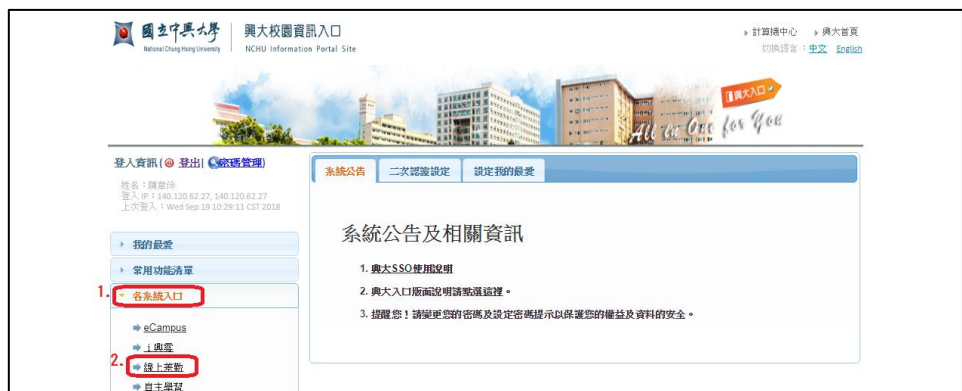 國立中興大學
National Chung Hsing University
興大校園資訊入口
NCHU Information Portal Site
計算機中心
興大首頁
切換語言：中文 English
興大入口
All in One for You
登入資訊(登出|密碼管理)
登入 IP：140.120.62.27, 140.120.62.27
上次登入：Wed Sep 19 10:29:11 CST 2018
系統公告
二次認證設定
設定我的最愛
我的最愛
常用功能清單
1. 各系統入口
eCampus
i興雲
2. 線上差勤
自主學習
系統公告及相關資訊
1. 興大SSO使用說明
2. 興大入口版面說明請點選這裡。
3. 提醒您！請變更您的密碼及設定密碼提示以保護您的權益及資料的安全。